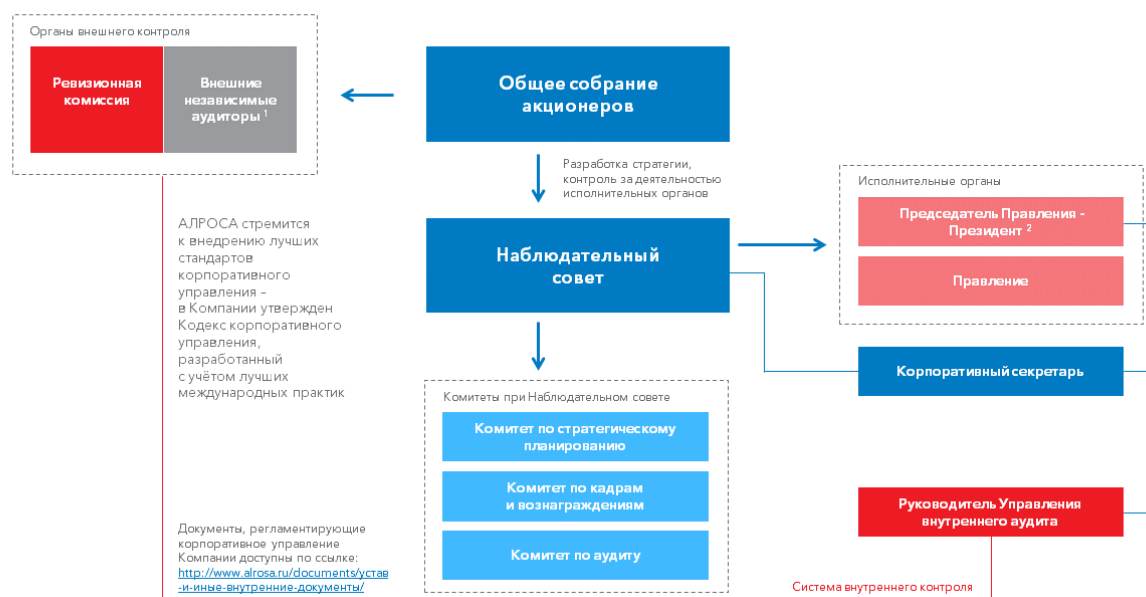 Органы внешнего контроля
Ревизионная
комиссия
Внешние
независимые
аудиторы 1
Общее собрание
акционеров
Разработка стратегии,
контроль за деятельностью
исполнительных органов
Исполнительные органы
Председатель Правления -
Президент 2
Правление
АЛРОСА стремится
к внедрению лучших
стандартов
корпоративного
управления –
в Компании утвержден
Кодекс корпоративного
управления,
разработанный
с учётом лучших
международных практик
Наблюдательный
совет
Корпоративный секретарь
Комитеты при Наблюдательном совете
Комитет по стратегическому
планированию
Комитет по кадрам
и вознаграждениям
Комитет по аудиту
Руководитель Управления
внутреннего аудита
Документы, регламентирующие
корпоративное управление
Компании доступны по ссылке:
http://www.alrosa.ru/documents/устав
-и-иные-внутренние-документы/
Система внутреннего контроля